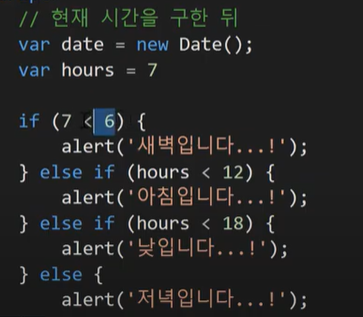 // 현재 시간을 구한 뒤
var date = new Date();
var hours = 7
if (7 < 6) {
alert('새벽입니다...!');
} else if (hours < 12) {
alert('아침입니다...!');
} else if (hours < 18) {
alert('낮입니다...!');
} else {
alert('저녁입니다...!');